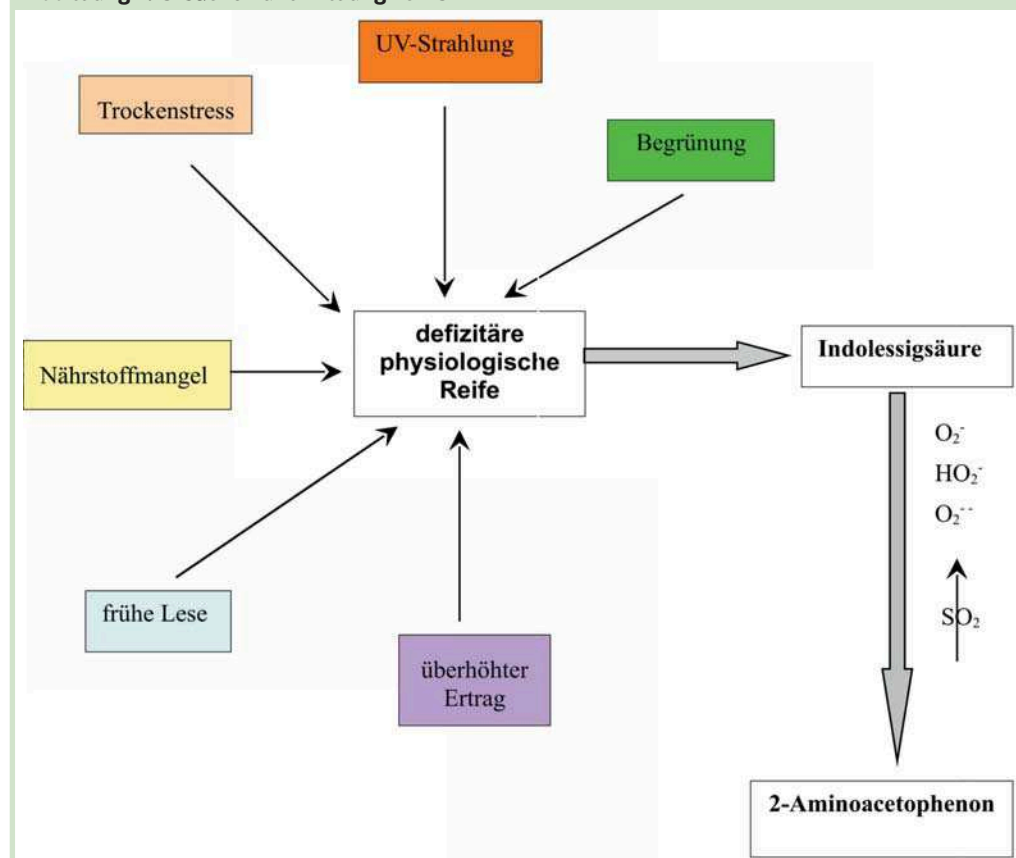 UV-Strahlung
Trockenstress
Begrünung
defizitäre
physiologische
Reife
Indolessigsäure
Nährstoffmangel
O₂⁻
HO₂⁻
O₂⁻⁻
SO₂
frühe Lese
überhöhter
Ertrag
2-Aminoacetophenon